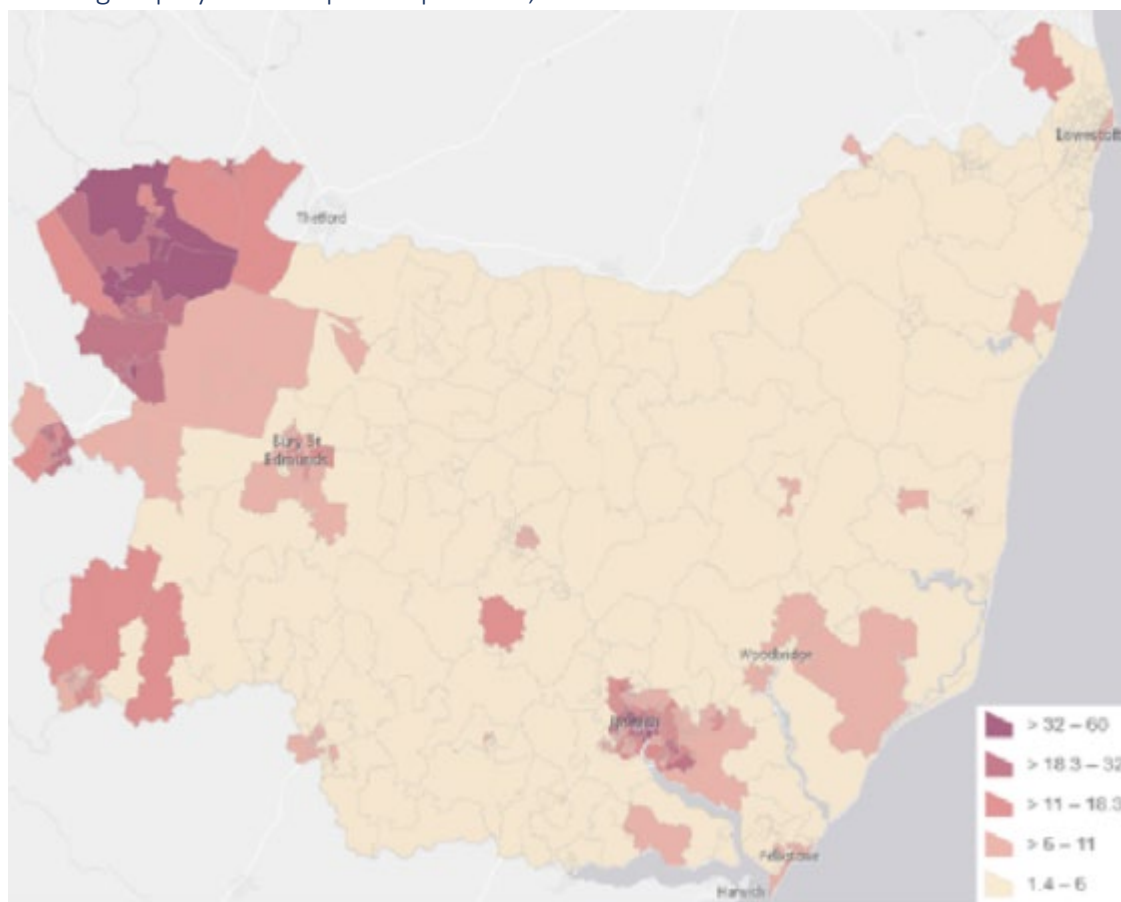 Thetford
Lowestoft
Bury St
Edmunds
Woodbridge
Ipswich
Felixstowe
Harwich
> 32 – 60
> 18.3 – 32
> 11 – 18.3
> 6 – 11
1.4 – 6